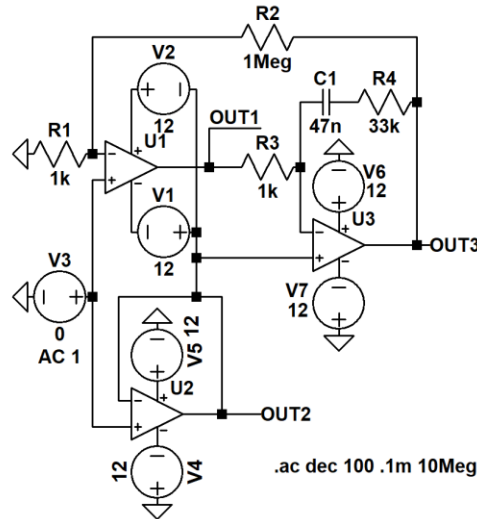 R2
1Meg
V2
12
C1
R4
47n
33k
OUT1
R1
1k
U1
R3
1k
V6
12
V1
12
U3
OUT3
V3
0
AC 1
V7
12
12
V5
U2
OUT2
12
V4
.ac dec 100 .1m 10Meg